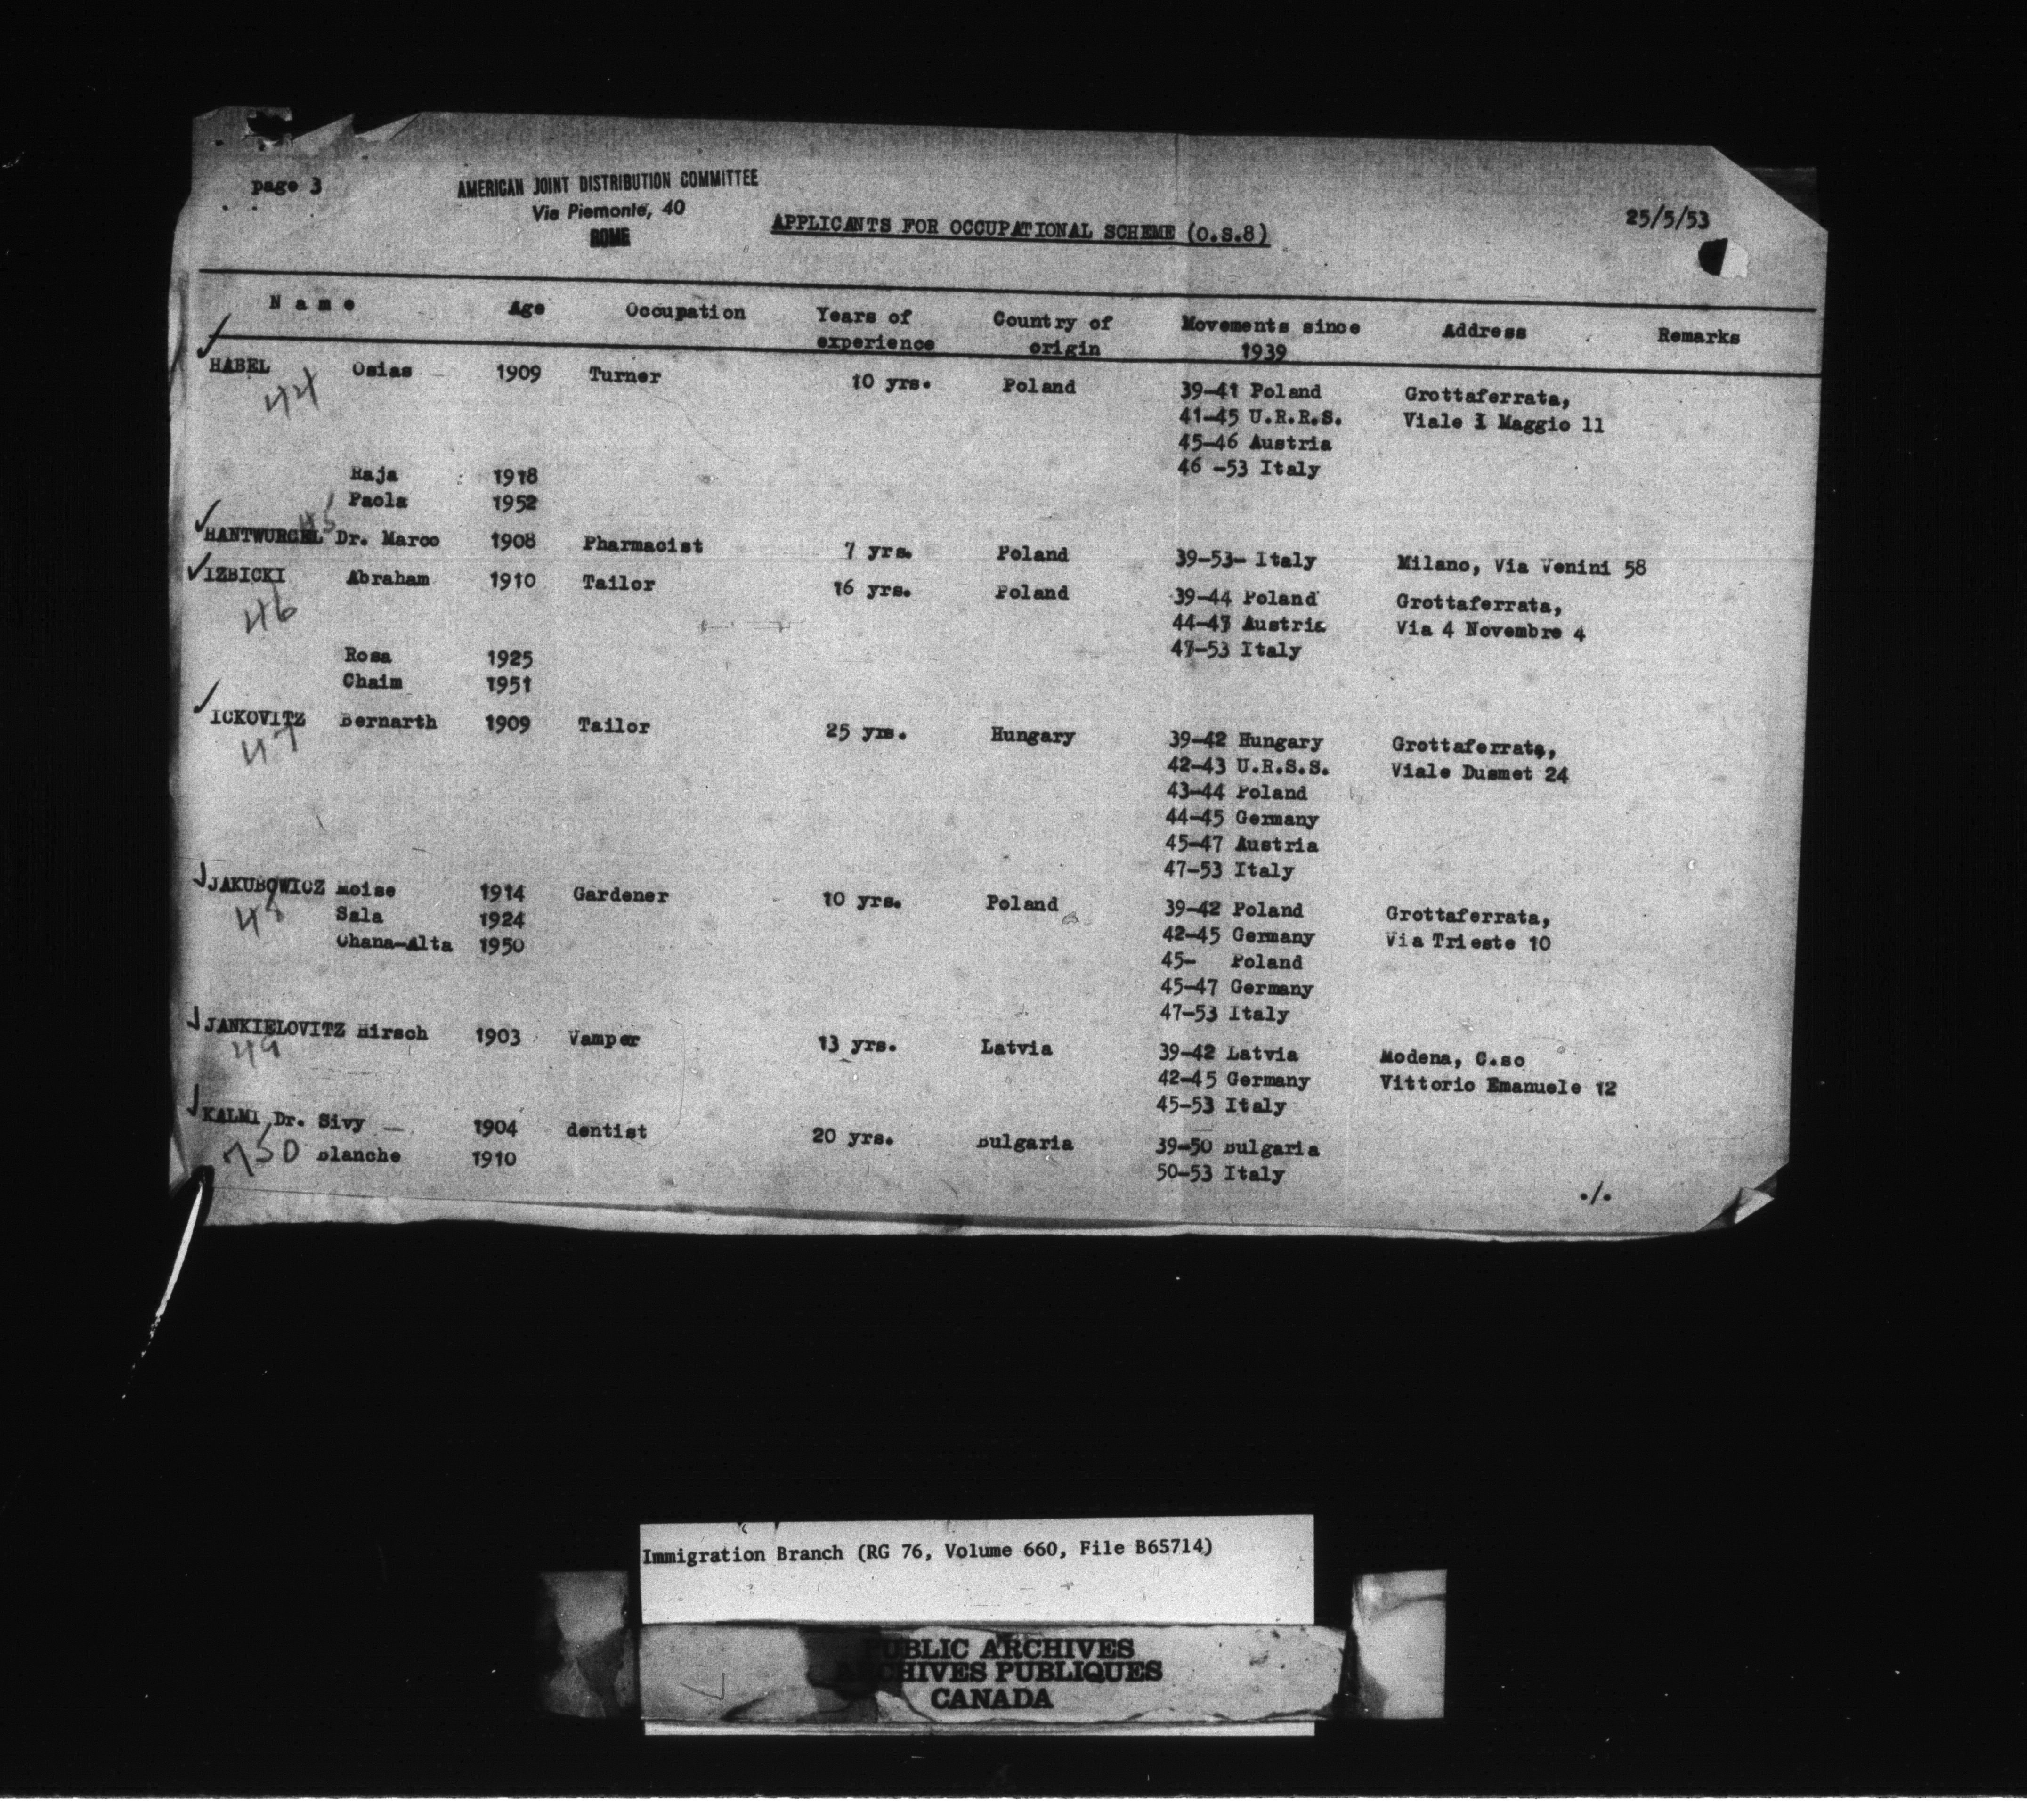 page 3
AMERICAN JOINT DISTRIBUTION COMMITTEE
Via Piemonte, 40
ROME
APPLICANTS FOR OCCUPATIONAL SCHEME (O.S.8)
25/5/53
Name Age Occupation Years of experience Country of origin Movements since 1939 Address Remarks
HABEL Osias 1909 Turner 10 yrs. Poland 39-41 Poland Grottaferrata,
44 41-45 U.R.R.S. Viale I Maggio 11
45-46 Austria
Raja 1918 46 -53 Italy
Paola 1952
45
HANTWURCEL Dr. Marco 1908 Pharmacist 7 yrs. Poland 39-53- Italy Milano, Via Venini 58
IZBICKI Abraham 1910 Tailor 16 yrs. Poland 39-44 Poland Grottaferrata,
46 44-47 Austria Via 4 Novembre 4
Rosa 1925 47-53 Italy
Chaim 1951
ICKOVITZ Bernarth 1909 Tailor 25 yrs. Hungary 39-42 Hungary Grottaferrata,
47 42-43 U.R.S.S. Viale Dusmet 24
43-44 Poland
44-45 Germany
45-47 Austria
47-53 Italy
JAKUBOWICZ Moise 1914 Gardener 10 yrs. Poland 39-42 Poland Grottaferrata,
48 Sala 1924 42-45 Germany Via Trieste 10
Chana-Alta 1950 45- Poland
45-47 Germany
47-53 Italy
JANKIELOVITZ Hirsch 1903 Vamper 13 yrs. Latvia 39-42 Latvia Modena, C.so
49 42-45 Germany Vittorio Emanuele 12
45-53 Italy
KALMI, Dr. Sivy 1904 dentist 20 yrs. Bulgaria 39-50 Bulgaria
50 Blanche 1910 50-53 Italy
./.
Immigration Branch (RG 76, Volume 660, File B65714)
PUBLIC ARCHIVES
ARCHIVES PUBLIQUES
CANADA